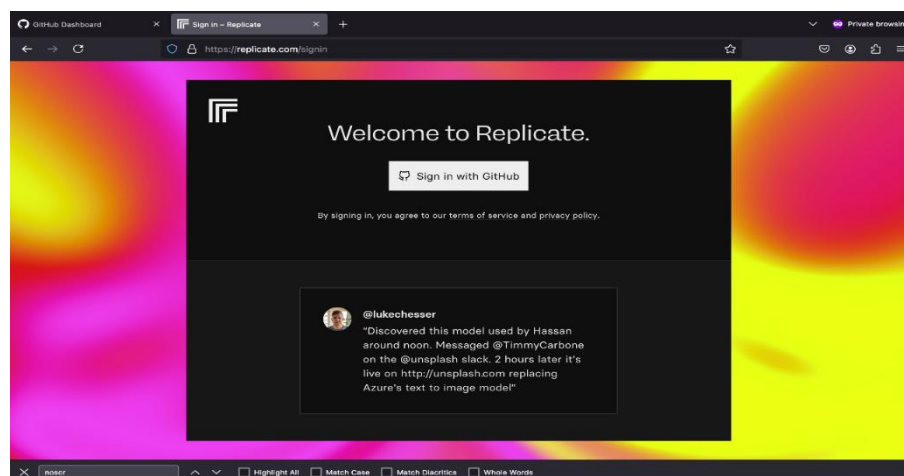 GitHub Dashboard
Sign in – Replicate
Private browsin
https://replicate.com/signin
Welcome to Replicate.
Sign in with GitHub
By signing in, you agree to our terms of service and privacy policy.
@lukechesser
"Discovered this model used by Hassan
around noon. Messaged @TimmyCarbone
on the @unsplash slack. 2 hours later it's
live on http://unsplash.com replacing
Azure's text to image model"
noscr
Highlight All
Match Case
Match Diacritics
Whole Words